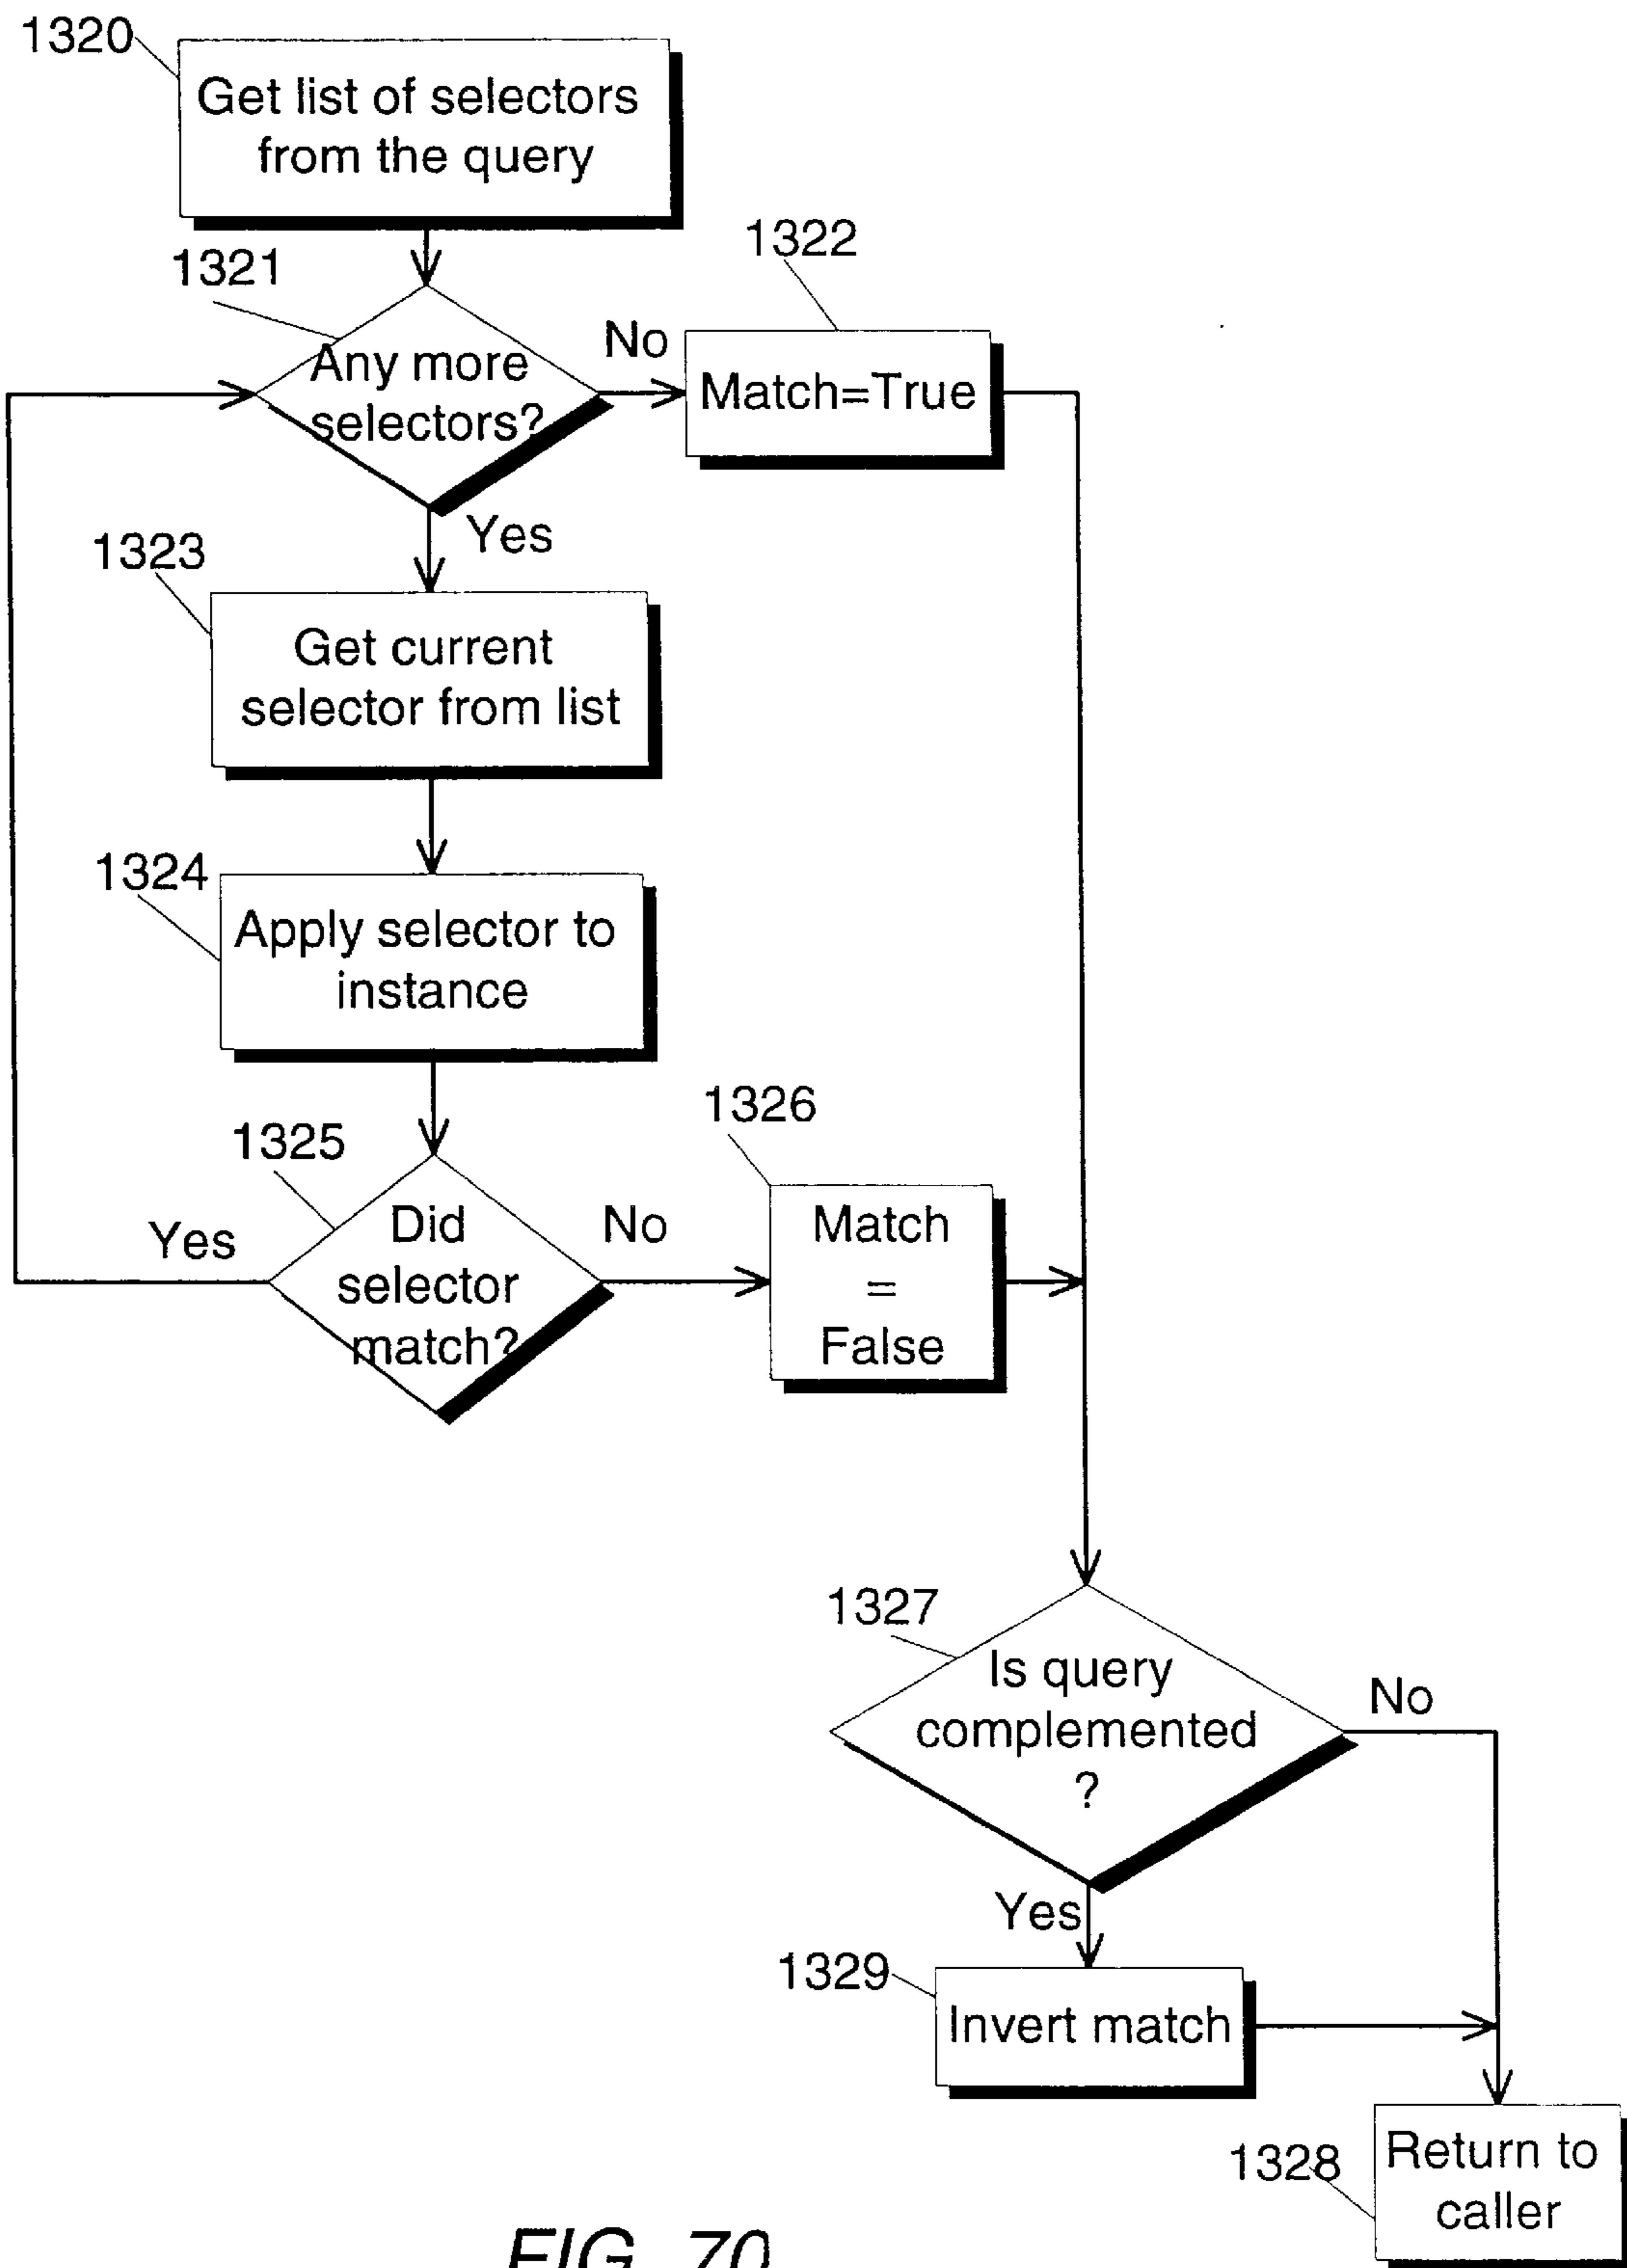 1320
Get list of selectors
from the query
1321
Any more
selectors?
No
1322
Match=True
Yes
1323
Get current
selector from list
1324
Apply selector to
instance
1325
Did
selector
match?
Yes
No
1326
Match
=
False
1327
Is query
complemented
?
No
Yes
1329
Invert match
1328
Return to
caller
FIG. 70